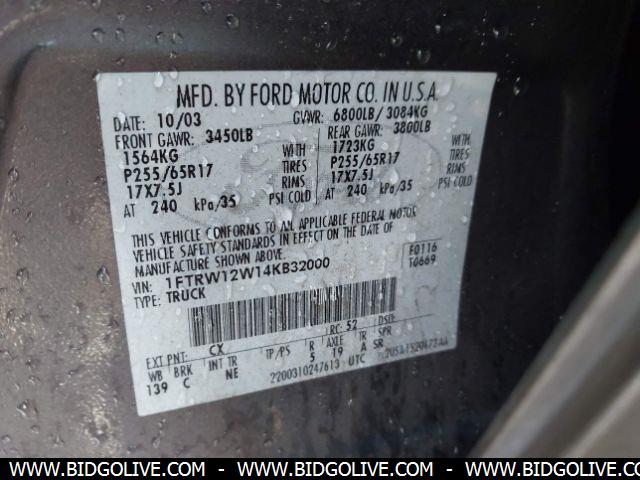 MFD. BY FORD MOTOR CO. IN U.S.A.
DATE: 10/03 GVWR: 6800LB/ 3084KG
FRONT GAWR: 3450LB REAR GAWR: 3800LB
1564KG WITH 1723KG WITH
P255/65R17 TIRES P255/65R17 TIRES
17X7.5J RIMS 17X7.5J RIMS
AT 240 kPa/35 PSI COLD AT 240 kPa/35 PSI COLD
THIS VEHICLE CONFORMS TO ALL APPLICABLE FEDERAL MOTOR
VEHICLE SAFETY STANDARDS IN EFFECT ON THE DATE OF
MANUFACTURE SHOWN ABOVE.
VIN: 1FTRW12W14KB32000 F0116
TYPE: TRUCK T0669
EXT PNT: CX RC: 52 DSO:
WB BRK INT TR TP/PS R AXLE TR SPR
139 C NE 5 19 A SR
2200310247613 UTC
WWW.BIDGOLIVE.COM - WWW.BIDGOLIVE.COM - WWW.BIDGOLIVE.COM